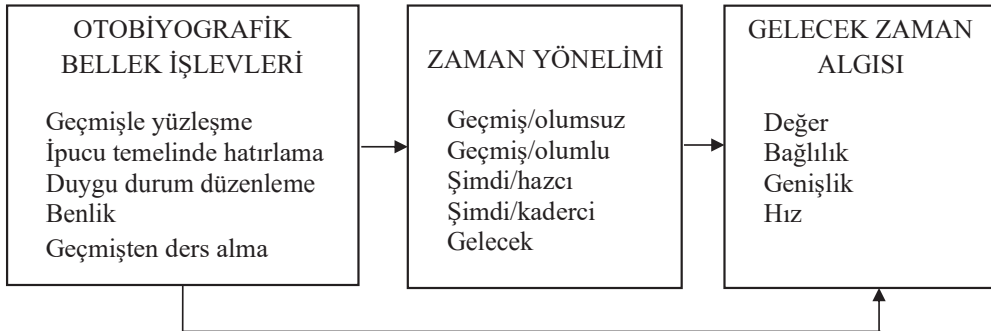 OTOBİYOGRAFİK
BELLEK İŞLEVLERİ
Geçmişle yüzleşme
İpucu temelinde hatırlama
Duygu durum düzenleme
Benlik
Geçmişten ders alma
ZAMAN YÖNELİMİ
Geçmiş/olumsuz
Geçmiş/olumlu
Şimdi/hazcı
Şimdi/kaderci
Gelecek
GELECEK ZAMAN
ALGISI
Değer
Bağlılık
Genişlik
Hız